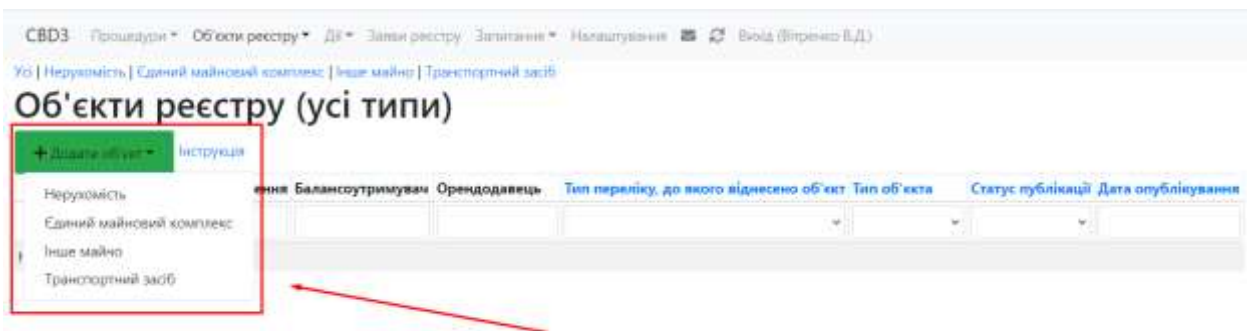 CBD3 Процедури Об'єкти реєстру Дії Заяви реєстру Запитання Налаштування Вихід (Вітренко В.Д.)
Усі | Нерухомість | Єдиний майновий комплекс | Інше майно | Транспортний засіб
Об'єкти реєстру (усі типи)
+ Додати об'єкт Інструкція
ення Балансоутримувач Орендодавець Тип переліку, до якого віднесено об'єкт Тип об'єкта Статус публікації Дата опублікування
Нерухомість
Єдиний майновий комплекс
Інше майно
Транспортний засіб